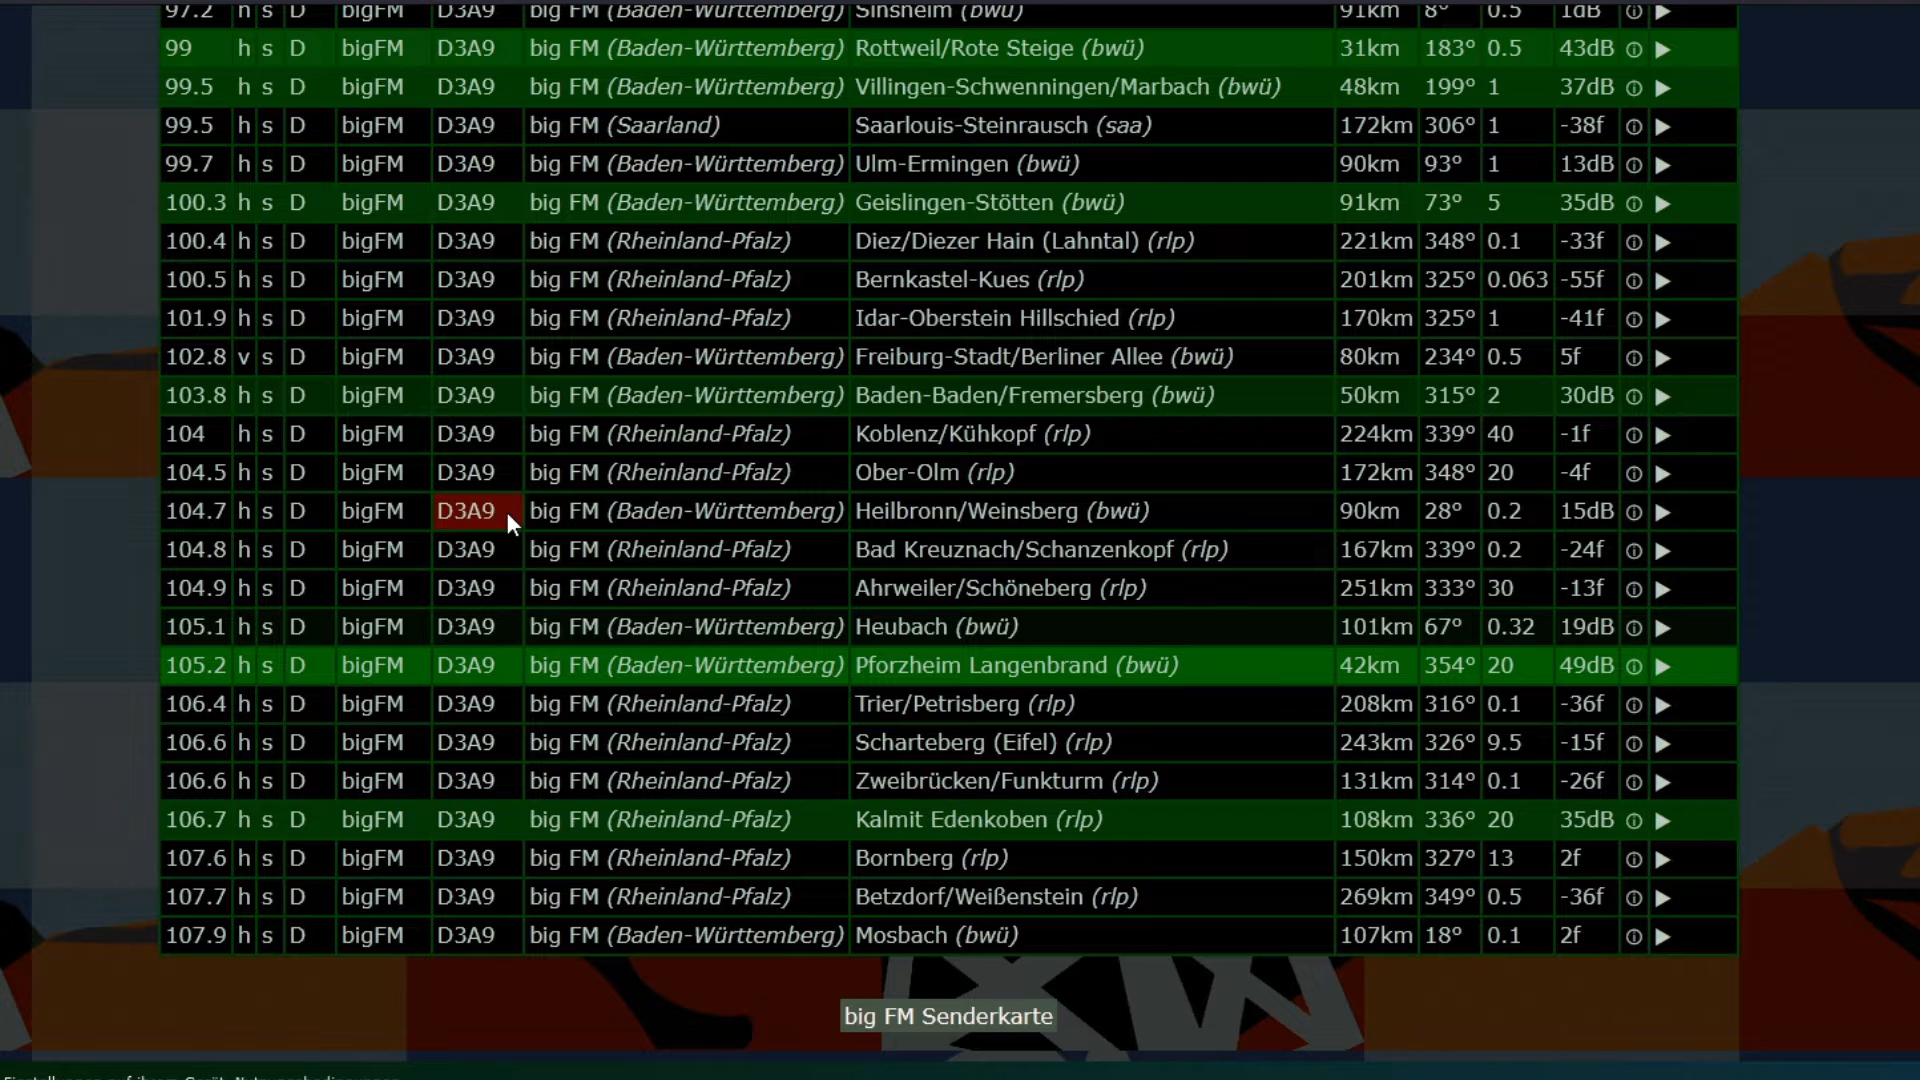 97.2 bigFM D3A9 big FM (Baden-Württemberg) Sinsheim (bwü) 91km 8° 0.5 1dB ⓘ ▶
99 h s D bigFM D3A9 big FM (Baden-Württemberg) Rottweil/Rote Steige (bwü) 31km 183° 0.5 43dB ⓘ ▶
99.5 h s D bigFM D3A9 big FM (Baden-Württemberg) Villingen-Schwenningen/Marbach (bwü) 48km 199° 1 37dB ⓘ ▶
99.5 h s D bigFM D3A9 big FM (Saarland) Saarlouis-Steinrausch (saa) 172km 306° 1 -38f ⓘ ▶
99.7 h s D bigFM D3A9 big FM (Baden-Württemberg) Ulm-Ermingen (bwü) 90km 93° 1 13dB ⓘ ▶
100.3 h s D bigFM D3A9 big FM (Baden-Württemberg) Geislingen-Stötten (bwü) 91km 73° 5 35dB ⓘ ▶
100.4 h s D bigFM D3A9 big FM (Rheinland-Pfalz) Diez/Diezer Hain (Lahntal) (rlp) 221km 348° 0.1 -33f ⓘ ▶
100.5 h s D bigFM D3A9 big FM (Rheinland-Pfalz) Bernkastel-Kues (rlp) 201km 325° 0.063 -55f ⓘ ▶
101.9 h s D bigFM D3A9 big FM (Rheinland-Pfalz) Idar-Oberstein Hillschied (rlp) 170km 325° 1 -41f ⓘ ▶
102.8 v s D bigFM D3A9 big FM (Baden-Württemberg) Freiburg-Stadt/Berliner Allee (bwü) 80km 234° 0.5 5f ⓘ ▶
103.8 h s D bigFM D3A9 big FM (Baden-Württemberg) Baden-Baden/Fremersberg (bwü) 50km 315° 2 30dB ⓘ ▶
104 h s D bigFM D3A9 big FM (Rheinland-Pfalz) Koblenz/Kühkopf (rlp) 224km 339° 40 -1f ⓘ ▶
104.5 h s D bigFM D3A9 big FM (Rheinland-Pfalz) Ober-Olm (rlp) 172km 348° 20 -4f ⓘ ▶
104.7 h s D bigFM D3A9 big FM (Baden-Württemberg) Heilbronn/Weinsberg (bwü) 90km 28° 0.2 15dB ⓘ ▶
104.8 h s D bigFM D3A9 big FM (Rheinland-Pfalz) Bad Kreuznach/Schanzenkopf (rlp) 167km 339° 0.2 -24f ⓘ ▶
104.9 h s D bigFM D3A9 big FM (Rheinland-Pfalz) Ahrweiler/Schöneberg (rlp) 251km 333° 30 -13f ⓘ ▶
105.1 h s D bigFM D3A9 big FM (Baden-Württemberg) Heubach (bwü) 101km 67° 0.32 19dB ⓘ ▶
105.2 h s D bigFM D3A9 big FM (Baden-Württemberg) Pforzheim Langenbrand (bwü) 42km 354° 20 49dB ⓘ ▶
106.4 h s D bigFM D3A9 big FM (Rheinland-Pfalz) Trier/Petrisberg (rlp) 208km 316° 0.1 -36f ⓘ ▶
106.6 h s D bigFM D3A9 big FM (Rheinland-Pfalz) Scharteberg (Eifel) (rlp) 243km 326° 9.5 -15f ⓘ ▶
106.6 h s D bigFM D3A9 big FM (Rheinland-Pfalz) Zweibrücken/Funkturm (rlp) 131km 314° 0.1 -26f ⓘ ▶
106.7 h s D bigFM D3A9 big FM (Rheinland-Pfalz) Kalmit Edenkoben (rlp) 108km 336° 20 35dB ⓘ ▶
107.6 h s D bigFM D3A9 big FM (Rheinland-Pfalz) Bornberg (rlp) 150km 327° 13 2f ⓘ ▶
107.7 h s D bigFM D3A9 big FM (Rheinland-Pfalz) Betzdorf/Weißenstein (rlp) 269km 349° 0.5 -36f ⓘ ▶
107.9 h s D bigFM D3A9 big FM (Baden-Württemberg) Mosbach (bwü) 107km 18° 0.1 2f ⓘ ▶
big FM Senderkarte